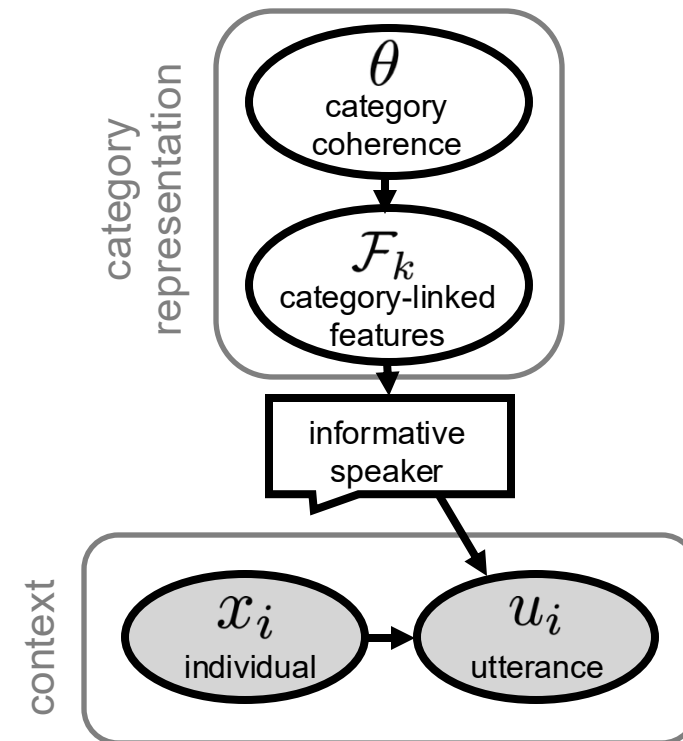 θ
category
coherence
category
representation
ℱₖ
category-linked
features
informative
speaker
context
xᵢ
individual
uᵢ
utterance